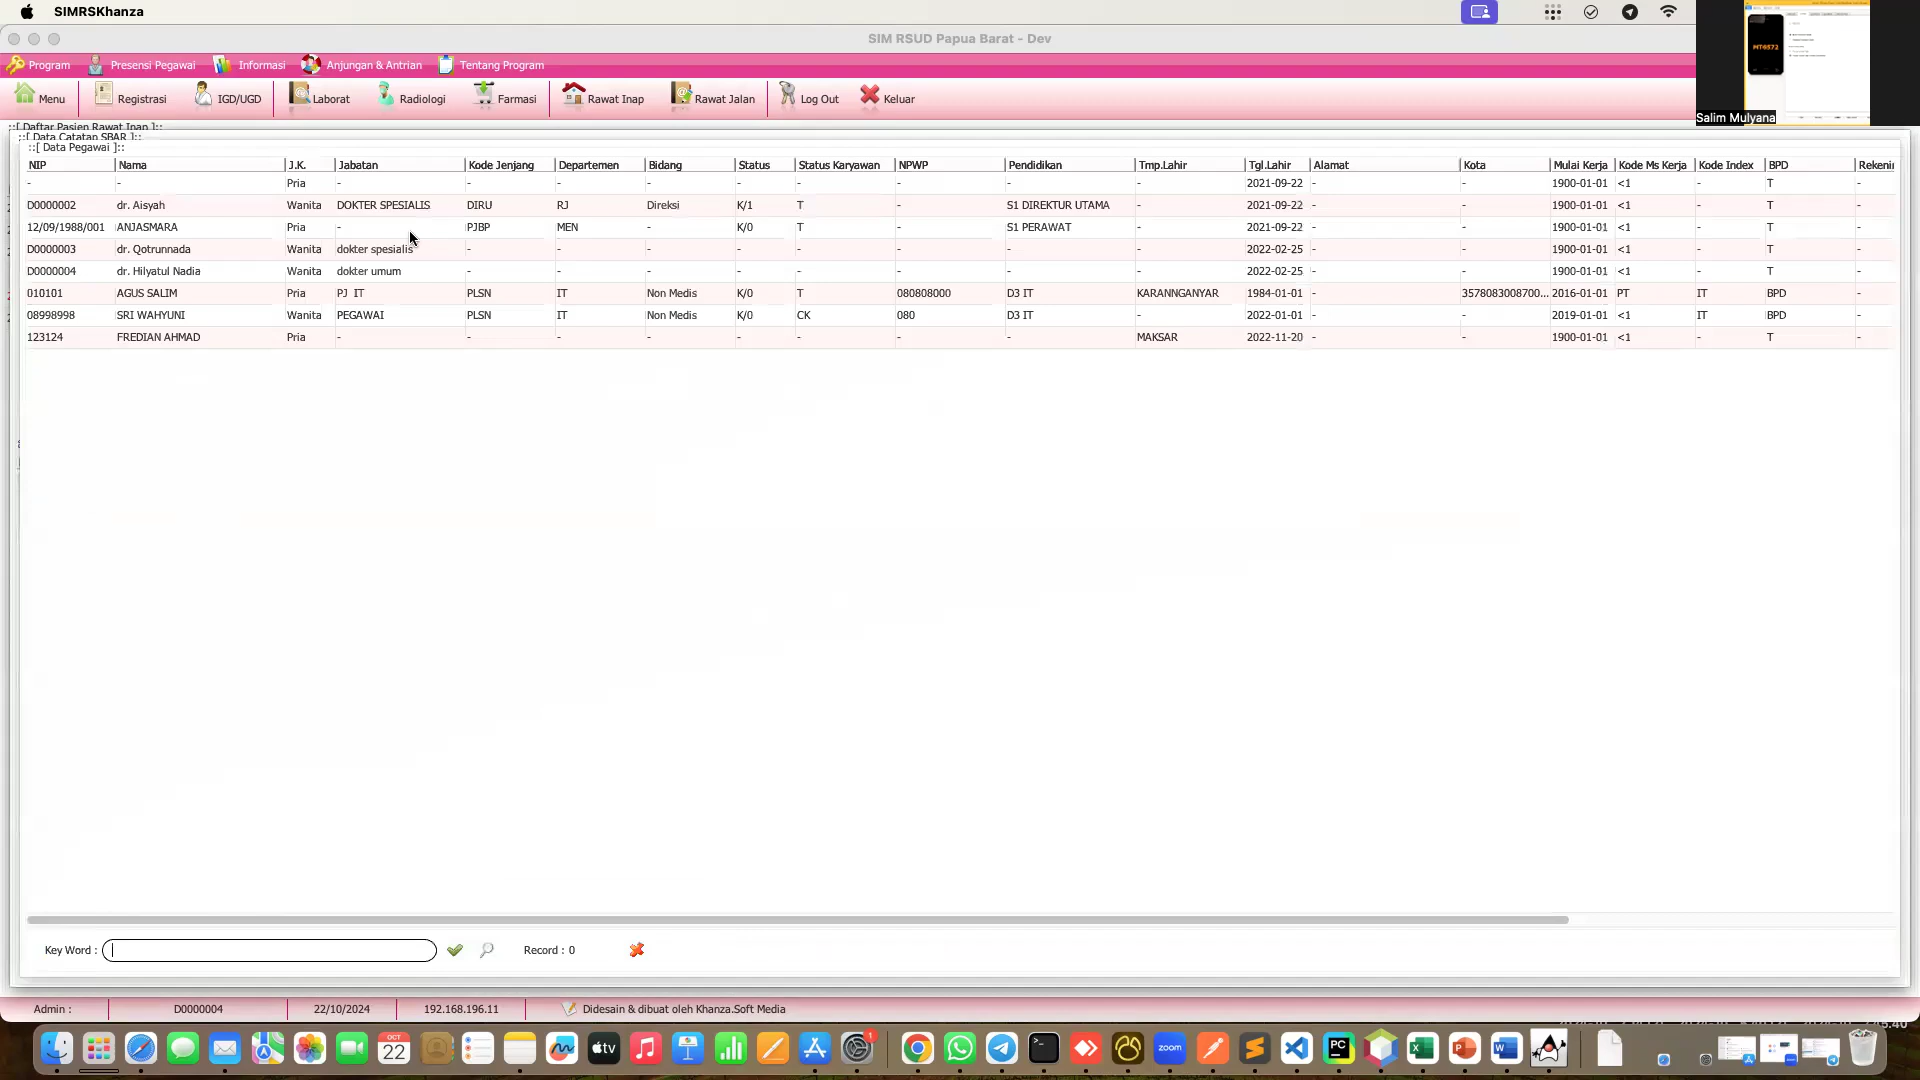 SIMRSKhanza
SIM RSUD Papua Barat - Dev
Program Presensi Pegawai Informasi Anjungan & Antrian Tentang Program
Menu Registrasi IGD/UGD Laborat Radiologi Farmasi Rawat Inap Rawat Jalan Log Out Keluar
MT6572
Salim Mulyana
::[ Daftar Pasien Rawat Inap ]::
::[ Data Catatan SBAR ]::
::[ Data Pegawai ]::
NIP Nama J.K. Jabatan Kode Jenjang Departemen Bidang Status Status Karyawan NPWP Pendidikan Tmp.Lahir Tgl.Lahir Alamat Kota Mulai Kerja Kode Ms Kerja Kode Index BPD Rekenin
- - Pria - - - - - - - - - 2021-09-22 - - 1900-01-01 <1 - T -
D0000002 dr. Aisyah Wanita DOKTER SPESIALIS DIRU RJ Direksi K/1 T - S1 DIREKTUR UTAMA - 2021-09-22 - - 1900-01-01 <1 - T -
12/09/1988/001 ANJASMARA Pria - PJBP MEN - K/0 T - S1 PERAWAT - 2021-09-22 - - 1900-01-01 <1 - T -
D0000003 dr. Qotrunnada Wanita dokter spesialis - - - - - - - - 2022-02-25 - - 1900-01-01 <1 - T -
D0000004 dr. Hilyatul Nadia Wanita dokter umum - - - - - - - - 2022-02-25 - - 1900-01-01 <1 - T -
010101 AGUS SALIM Pria PJ IT PLSN IT Non Medis K/0 T 080808000 D3 IT KARANNGANYAR 1984-01-01 - 3578083008700... 2016-01-01 PT IT BPD -
08998998 SRI WAHYUNI Wanita PEGAWAI PLSN IT Non Medis K/0 CK 080 D3 IT - 2022-01-01 - - 2019-01-01 <1 IT BPD -
123124 FREDIAN AHMAD Pria - - - - - - - - MAKSAR 2022-11-20 - - 1900-01-01 <1 - T -
Key Word : Record : 0
Admin : D0000004 22/10/2024 192.168.196.11 Didesain & dibuat oleh Khanza.Soft Media
OCT
22
tv
1
zoom
PC
X
P
W